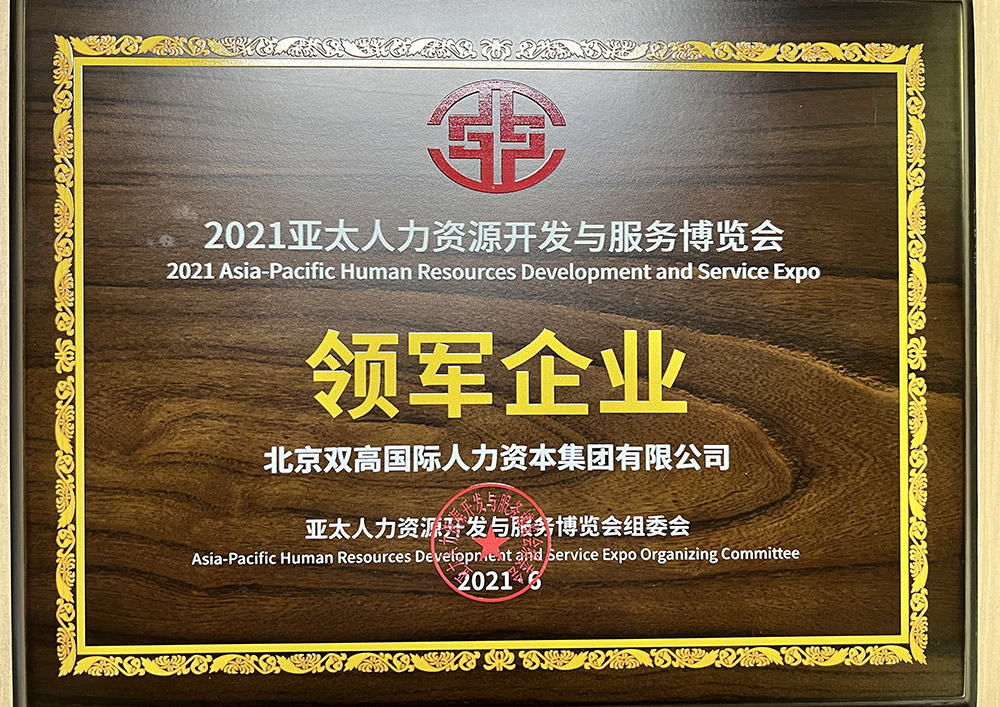 2021亚太人力资源开发与服务博览会
2021 Asia-Pacific Human Resources Development and Service Expo
领军企业
北京双高国际人力资本集团有限公司
亚太人力资源开发与服务博览会组委会
Asia-Pacific Human Resources Development and Service Expo Organizing Committee
2021 6